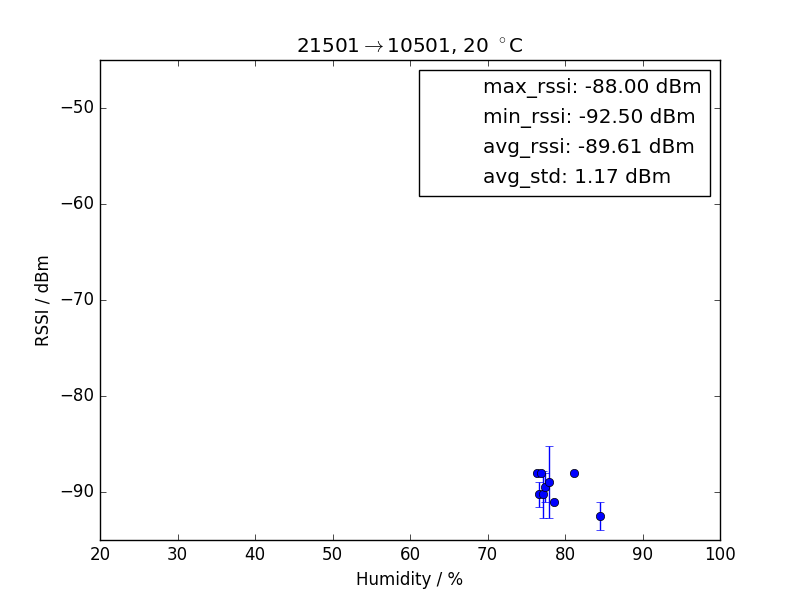 21501→10501, 20 °C
max_rssi: -88.00 dBm
min_rssi: -92.50 dBm
avg_rssi: -89.61 dBm
avg_std: 1.17 dBm
RSSI / dBm
−50
−60
−70
−80
−90
20 30 40 50 60 70 80 90 100
Humidity / %